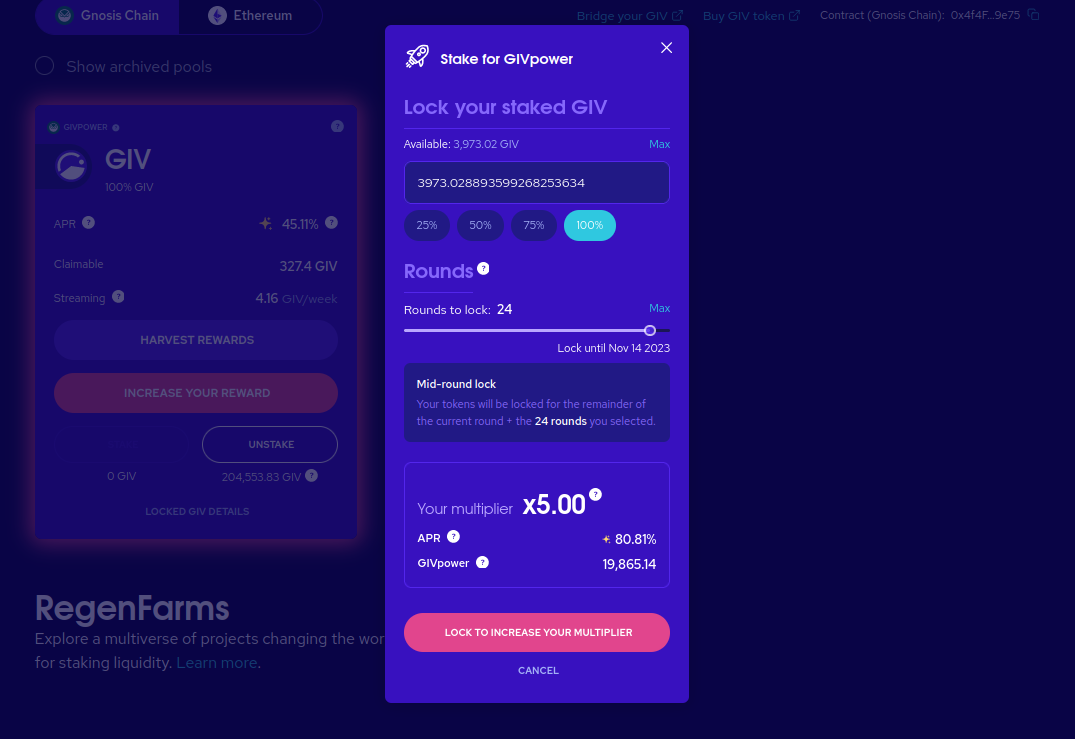 Gnosis Chain
Ethereum
Bridge your GIV
Buy GIV token
Contract (Gnosis Chain): 0x4f4F...9e75
Show archived pools
GIVPOWER ?
?
GIV
100% GIV
APR ?
45.11% ?
Claimable
327.4 GIV
Streaming ?
4.16 GIV/week
HARVEST REWARDS
INCREASE YOUR REWARD
UNSTAKE
0 GIV
204,553.83 GIV ?
LOCKED GIV DETAILS
RegenFarms
Explore a multiverse of projects changing the wor
for staking liquidity. Learn more.
Stake for GIVpower
Lock your staked GIV
Available: 3,973.02 GIV
Max
3973.028893599268253634
25%
50%
75%
100%
Rounds ?
Rounds to lock: 24
Max
Lock until Nov 14 2023
Mid-round lock
Your tokens will be locked for the remainder of
the current round + the 24 rounds you selected.
Your multiplier x5.00 ?
APR ?
80.81%
GIVpower ?
19,865.14
LOCK TO INCREASE YOUR MULTIPLIER
CANCEL